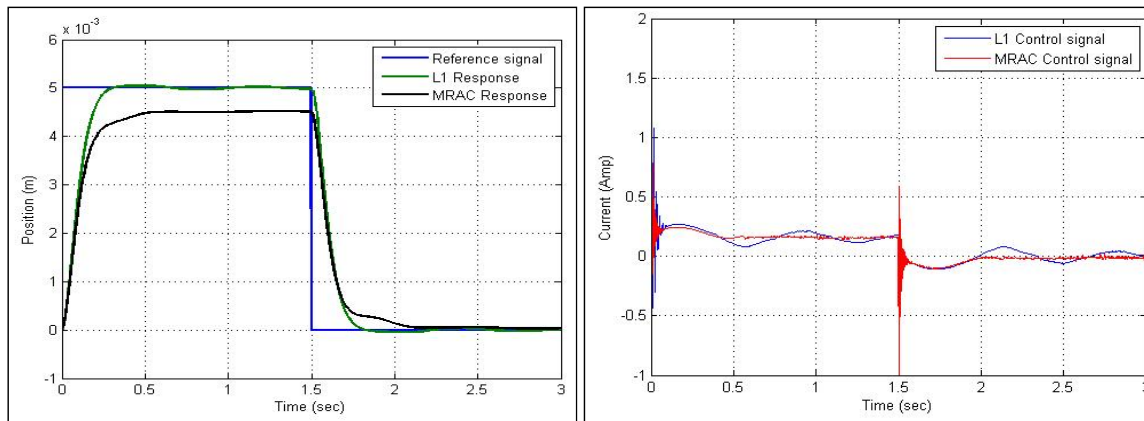 x 10-3
6
5
4
3
2
1
0
-1
0
0.5
1
1.5
2
2.5
3
Position (m)
Time (sec)
Reference signal
L1 Response
MRAC Response
2
1.5
1
0.5
0
-0.5
-1
0
0.5
1
1.5
2
2.5
3
Current (Amp)
Time (sec)
L1 Control signal
MRAC Control signal